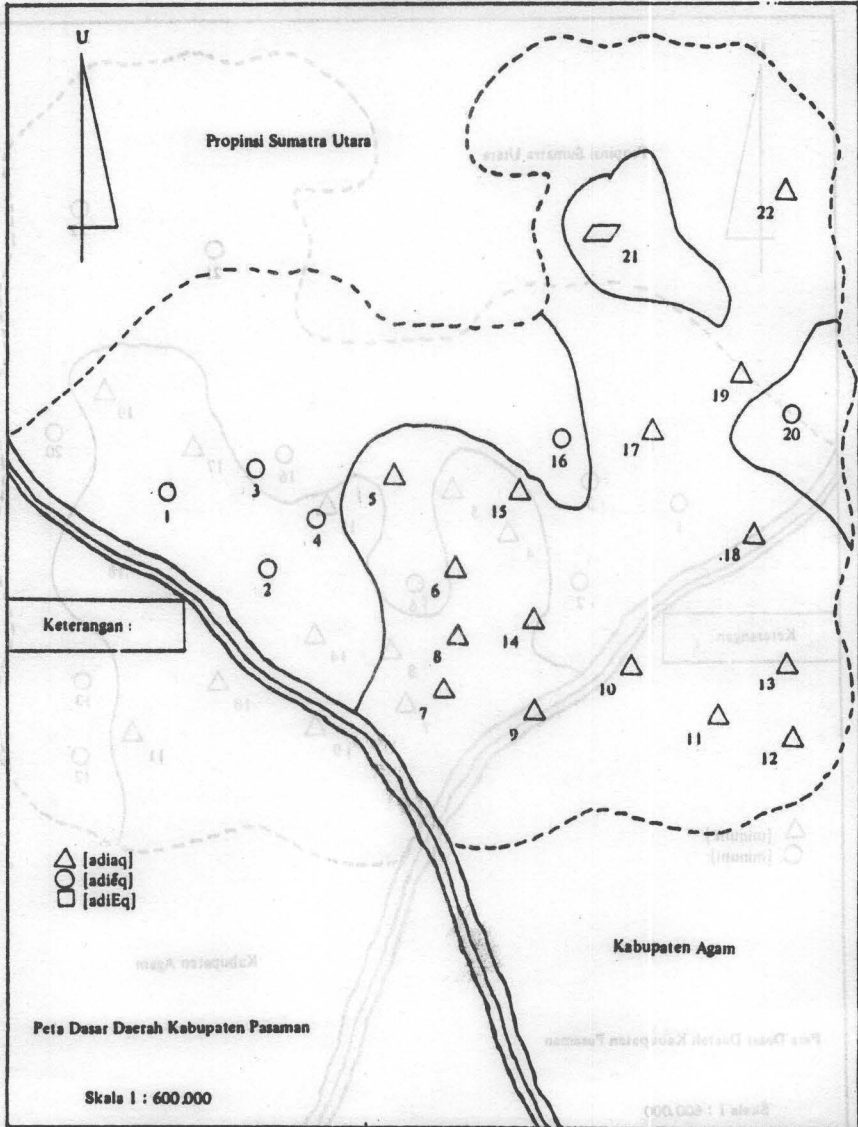 U
Propinsi Sumatra Utara
22
21
19
20
16
17
3
5
15
1
4
18
2
6
Keterangan :
8
14
10
13
7
9
11
12
[adiaq]
[adiéq]
[adiEq]
Kabupaten Agam
Peta Dasar Daerah Kabupaten Pasaman
Skala 1 : 600.000